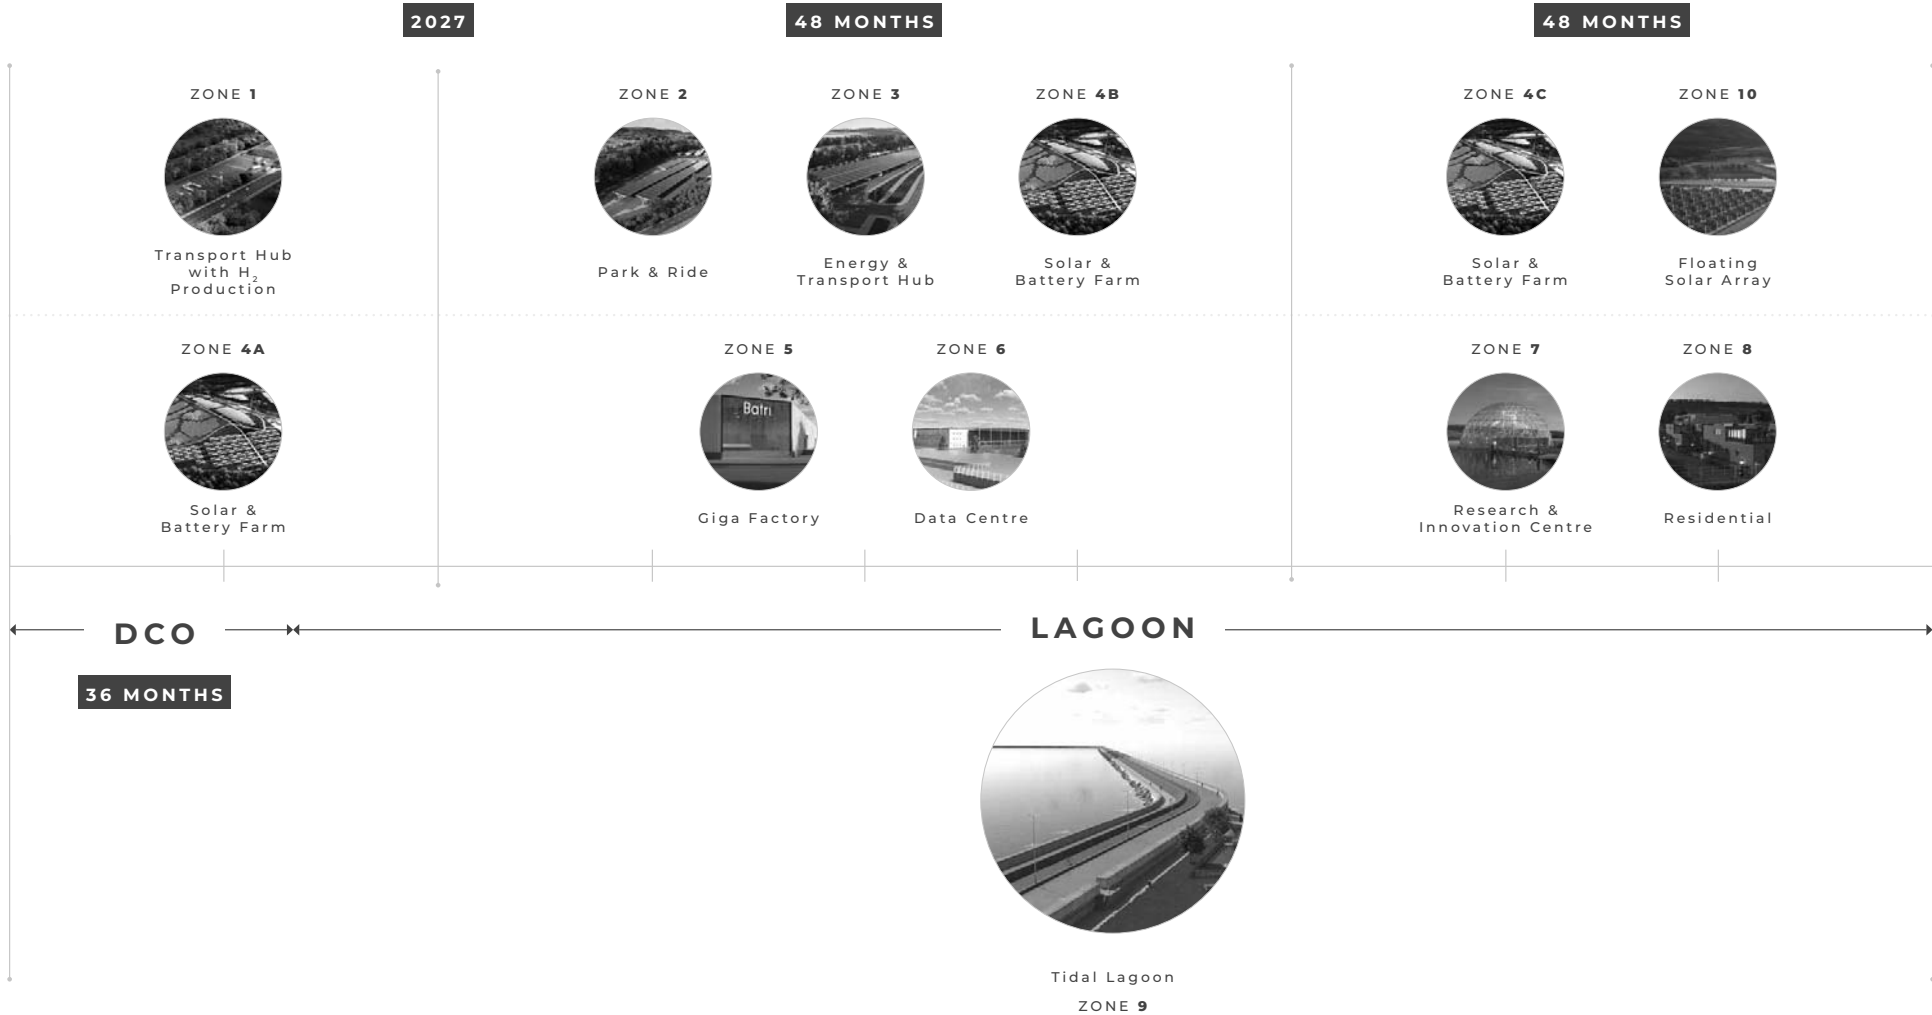 2027
48 MONTHS
48 MONTHS
ZONE 1
ZONE 2
ZONE 3
ZONE 4B
ZONE 4C
ZONE 10
Transport Hub
with H₂
Production
Park & Ride
Energy &
Transport Hub
Solar &
Battery Farm
Solar &
Battery Farm
Floating
Solar Array
ZONE 4A
ZONE 5
ZONE 6
ZONE 7
ZONE 8
Batri
Solar &
Battery Farm
Giga Factory
Data Centre
Research &
Innovation Centre
Residential
DCO
LAGOON
36 MONTHS
Tidal Lagoon
ZONE 9